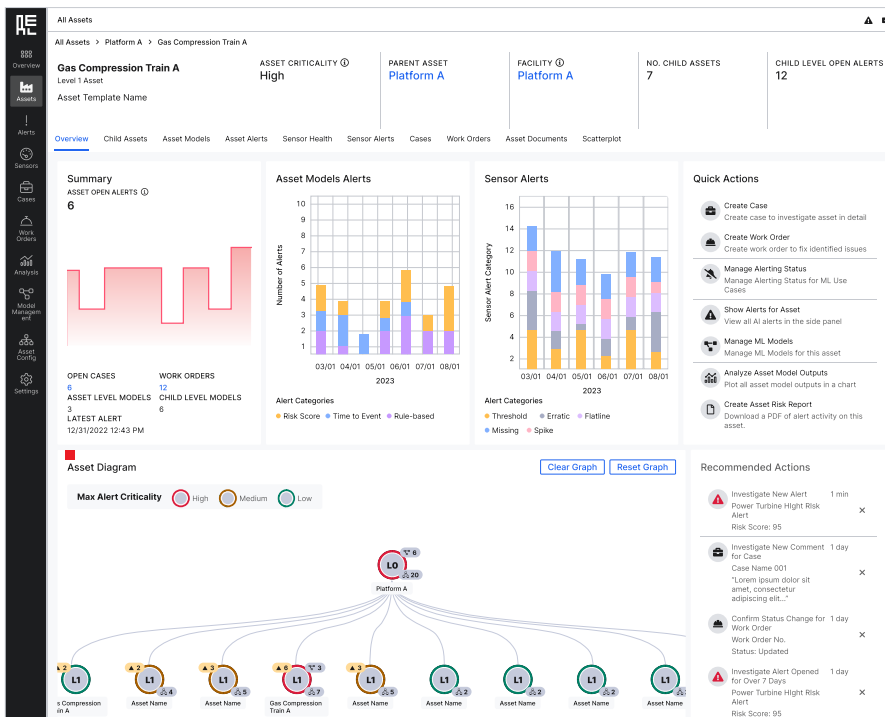 NEXL
Overview
Assets
Alerts
Sensors
Cases
Work
Orders
Analysis
Model
Managem
ent
Asset
Config
Settings
All Assets
All Assets > Platform A > Gas Compression Train A
Gas Compression Train A
Level 1 Asset
Asset Template Name
ASSET CRITICALITY
High
PARENT ASSET
Platform A
FACILITY
Platform A
NO. CHILD ASSETS
7
CHILD LEVEL OPEN ALERTS
12
Overview Child Assets Asset Models Asset Alerts Sensor Health Sensor Alerts Cases Work Orders Asset Documents Scatterplot
Summary
ASSET OPEN ALERTS
6
OPEN CASES
6
WORK ORDERS
12
ASSET LEVEL MODELS
3
CHILD LEVEL MODELS
6
LATEST ALERT
12/31/2022 12:43 PM
Asset Models Alerts
Number of Alerts
10
9
8
6
5
4
3
2
1
03/01 04/01 05/01 06/01 07/01 08/01
2023
Alert Categories
Risk Score Time to Event Rule-based
Sensor Alerts
Sensor Alert Category
16
14
12
10
8
6
4
2
03/01 04/01 05/01 06/01 07/01 08/01
2023
Alert Categories
Threshold Erratic Flatline
Missing Spike
Quick Actions
Create Case
Create case to investigate asset in detail
Create Work Order
Create work order to fix identified issues
Manage Alerting Status
Manage Alerting Status for ML Use
Cases
Show Alerts for Asset
View all AI alerts in the side panel
Manage ML Models
Manage ML Models for this asset
Analyze Asset Model Outputs
Plot all asset model outputs in a chart
Create Asset Risk Report
Download a PDF of alert activity on this
asset.
Asset Diagram
Clear Graph Reset Graph
Max Alert Criticality High Medium Low
L0
6
20
Platform A
2 L1
s Compression
in A
2 L1 4
Asset Name
3 L1 5
Asset Name
6 L1 3 7
Gas Compression
Train A
3 L1 5
Asset Name
L1 2
Asset Name
L1 2
Asset Name
L1 2
Asset Name
L1
Asset Name
Recommended Actions
Investigate New Alert 1 min
Power Turbine HIght Risk
Alert
Risk Score: 95
Investigate New Comment 1 day
for Case
Case Name 001
"Lorem ipsum dolor sit
amet, consectetur
adipiscing elit..."
Confirm Status Change for 1 day
Work Order
Work Order No.
Status: Updated
Investigate Alert Opened 1 day
for Over 7 Days
Power Turbine HIght Risk
Alert
Risk Score: 95